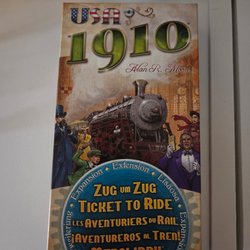 USA
1910
Alan R. Moon
Expansion • Extension •
ZUG UM ZUG
TICKET TO RIDE
LES AVENTURIERS DU RAIL
¡AVENTUREROS AL TREN!